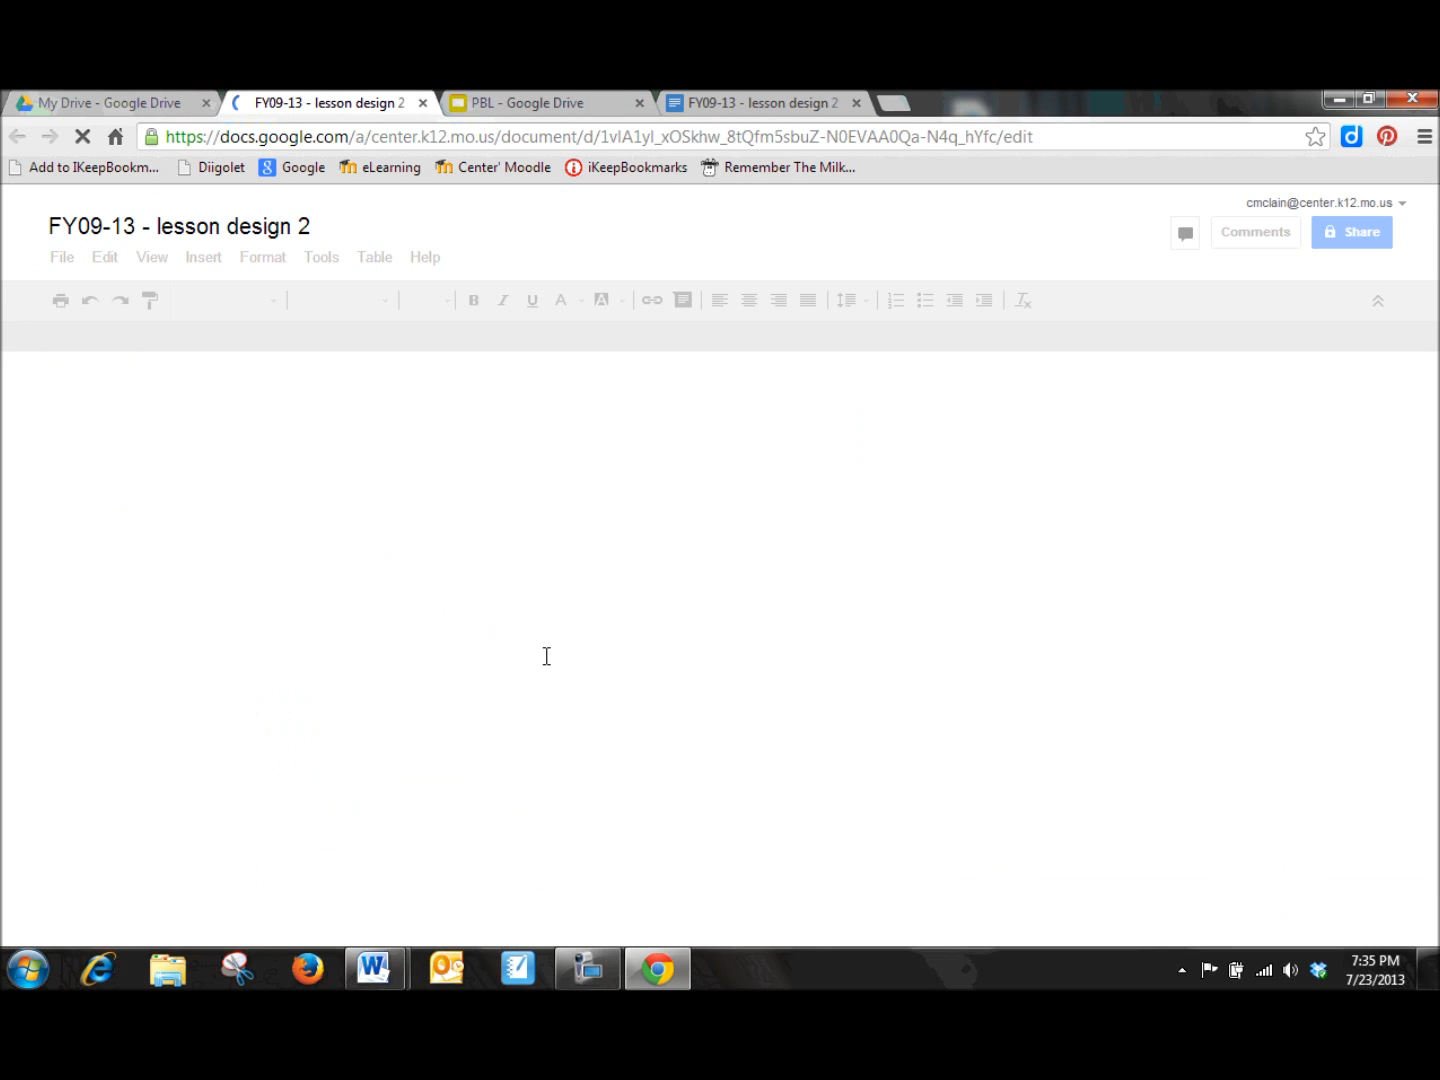 My Drive - Google Drive
FY09-13 - lesson design 2
PBL - Google Drive
FY09-13 - lesson design 2
https://docs.google.com/a/center.k12.mo.us/document/d/1vlA1yl_xOSkhw_8tQfm5sbuZ-N0EVAA0Qa-N4q_hYfc/edit
Add to IKeepBookm... Diigolet Google eLearning Center' Moodle iKeepBookmarks Remember The Milk...
cmclain@center.k12.mo.us
FY09-13 - lesson design 2
Comments Share
File Edit View Insert Format Tools Table Help
7:35 PM
7/23/2013